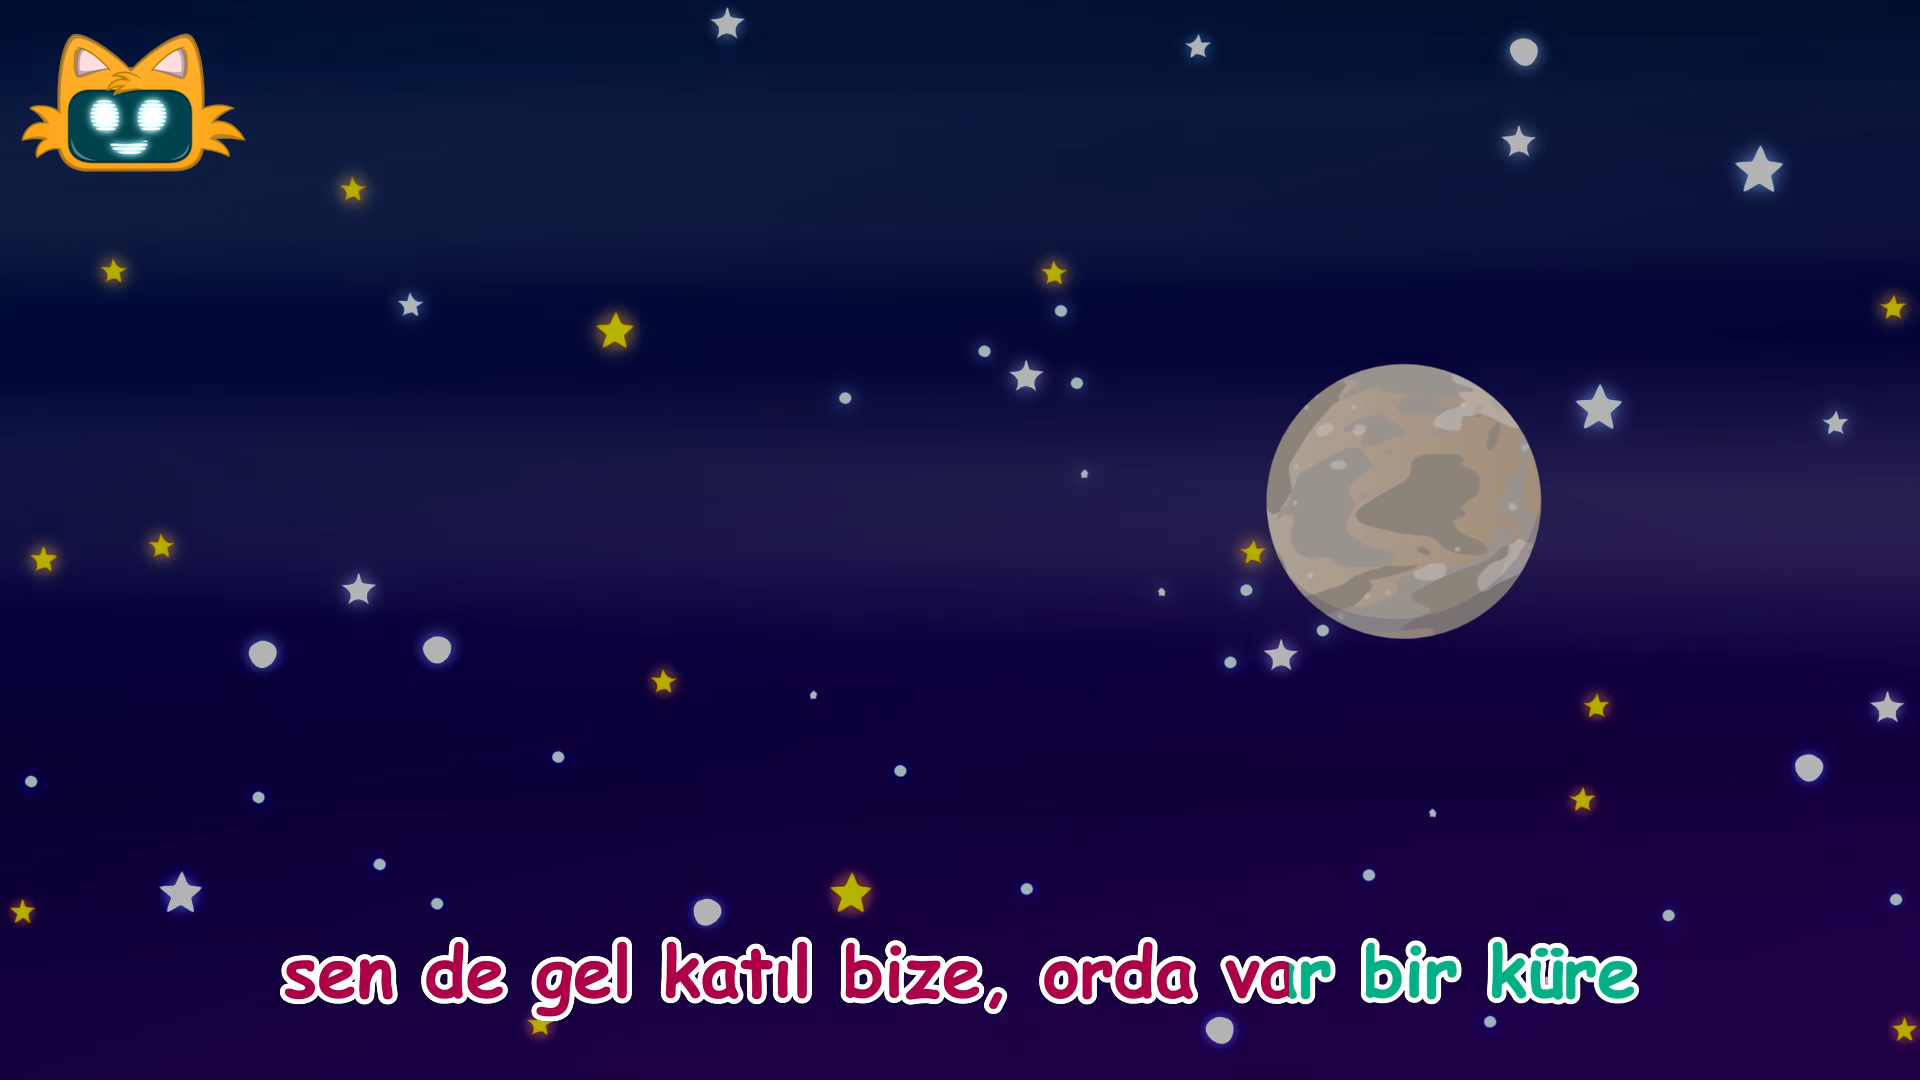 sen de gel katıl bize, orda var bir küre